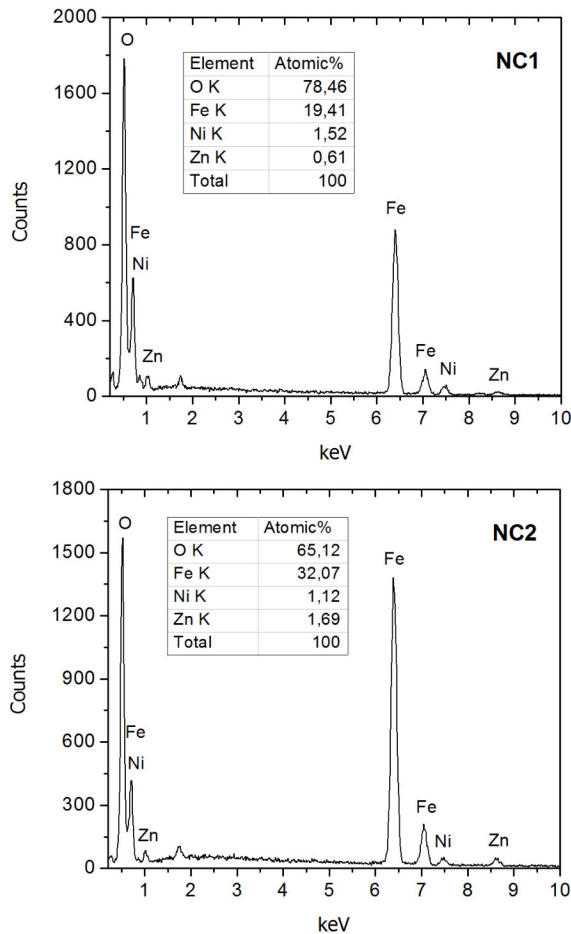 NC1
O
Element Atomic%
O K 78,46
Fe K 19,41
Ni K 1,52
Zn K 0,61
Total 100
Fe
Ni
Zn
Fe
Fe
Ni
Zn
Counts
2000
1600
1200
800
400
0
1 2 3 4 5 6 7 8 9 10
keV
NC2
O
Element Atomic%
O K 65,12
Fe K 32,07
Ni K 1,12
Zn K 1,69
Total 100
Fe
Ni
Zn
Fe
Fe
Ni
Zn
Counts
1800
1500
1200
900
600
300
0
1 2 3 4 5 6 7 8 9 10
keV